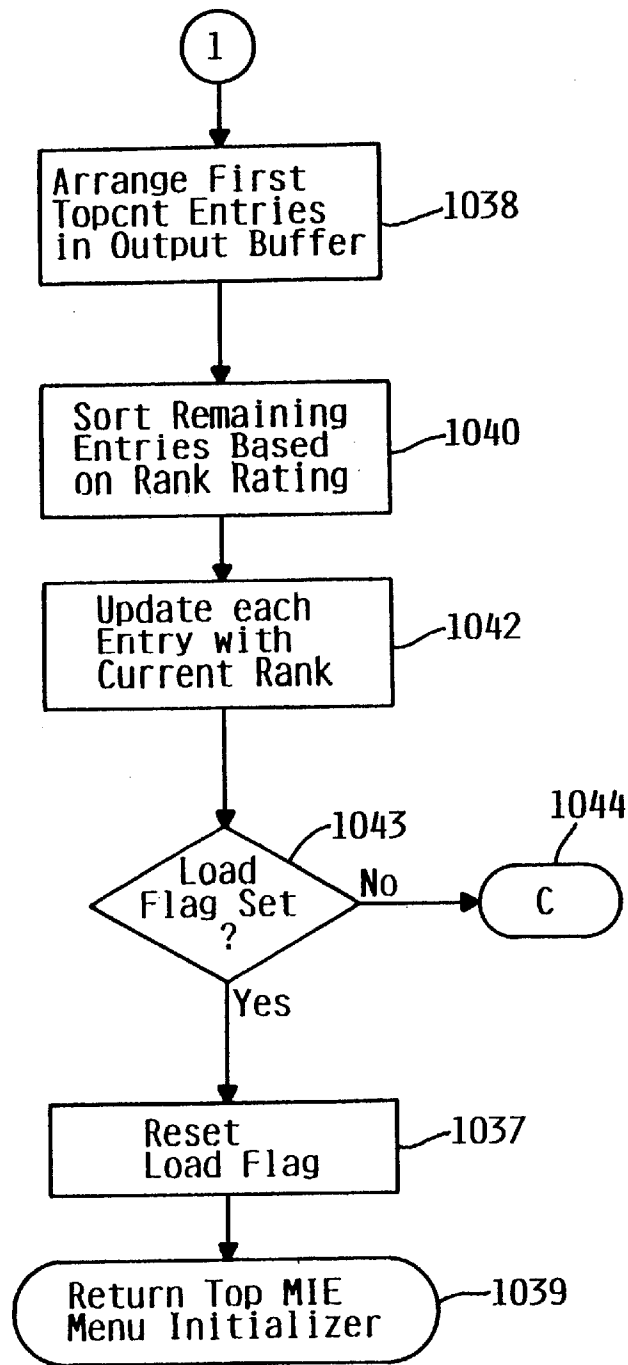 1
Arrange First
Topcnt Entries
in Output Buffer
1038
Sort Remaining
Entries Based
on Rank Rating
1040
Update each
Entry with
Current Rank
1042
Load
Flag Set
?
1043
No
1044
C
Yes
Reset
Load Flag
1037
Return Top MIE
Menu Initializer
1039